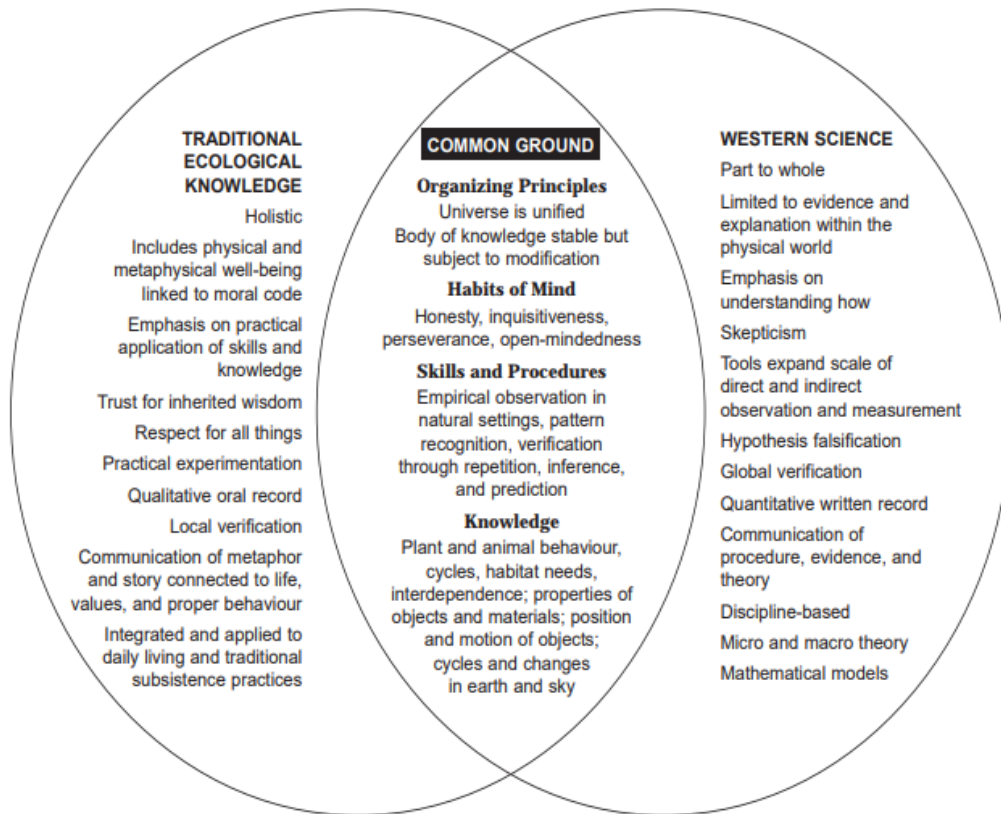 TRADITIONAL
ECOLOGICAL
KNOWLEDGE
Holistic
Includes physical and
metaphysical well-being
linked to moral code
Emphasis on practical
application of skills and
knowledge
Trust for inherited wisdom
Respect for all things
Practical experimentation
Qualitative oral record
Local verification
Communication of metaphor
and story connected to life,
values, and proper behaviour
Integrated and applied to
daily living and traditional
subsistence practices
COMMON GROUND
Organizing Principles
Universe is unified
Body of knowledge stable but
subject to modification
Habits of Mind
Honesty, inquisitiveness,
perseverance, open-mindedness
Skills and Procedures
Empirical observation in
natural settings, pattern
recognition, verification
through repetition, inference,
and prediction
Knowledge
Plant and animal behaviour,
cycles, habitat needs,
interdependence; properties of
objects and materials; position
and motion of objects;
cycles and changes
in earth and sky
WESTERN SCIENCE
Part to whole
Limited to evidence and
explanation within the
physical world
Emphasis on
understanding how
Skepticism
Tools expand scale of
direct and indirect
observation and measurement
Hypothesis falsification
Global verification
Quantitative written record
Communication of
procedure, evidence, and
theory
Discipline-based
Micro and macro theory
Mathematical models